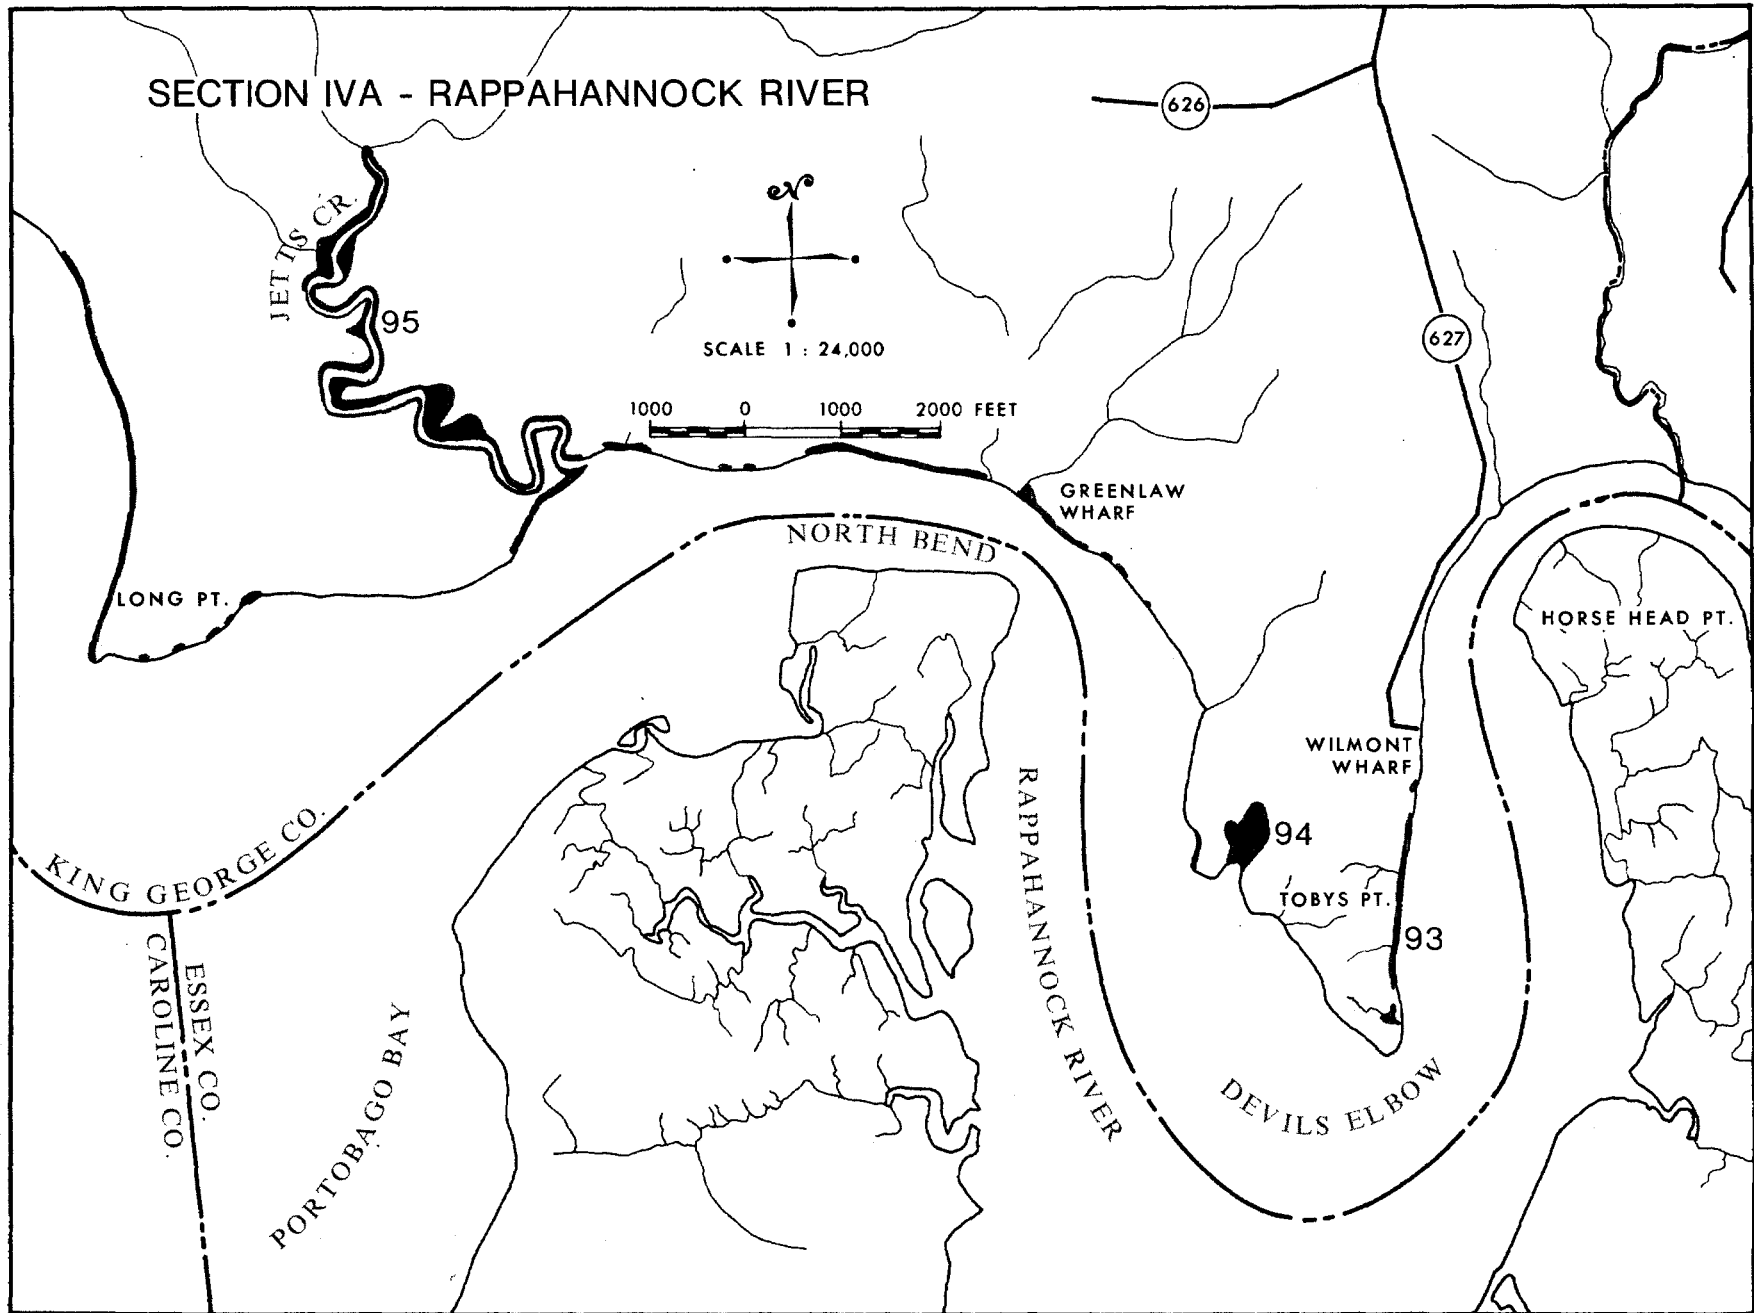 SECTION IVA - RAPPAHANNOCK RIVER
626
JETTS CR.
N
95
SCALE 1 : 24,000
627
1000 0 1000 2000 FEET
GREENLAW
WHARF
NORTH BEND
LONG PT.
HORSE HEAD PT.
WILMONT
WHARF
RAPPAHANNOCK RIVER
94
KING GEORGE CO.
TOBYS PT.
93
ESSEX CO.
CAROLINE CO.
PORTOBAGO BAY
DEVILS ELBOW